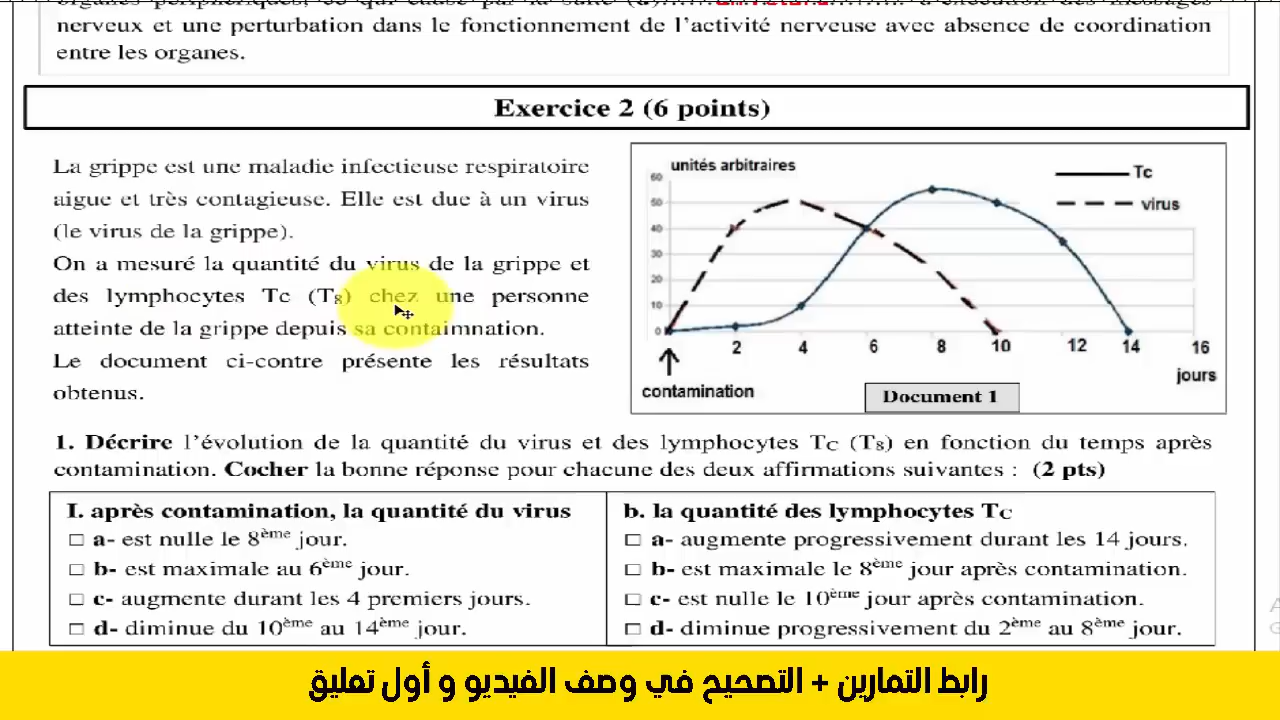 nerveux et une perturbation dans le fonctionnement de l'activité nerveuse avec absence de coordination
entre les organes.
Exercice 2 (6 points)
La grippe est une maladie infectieuse respiratoire
aigue et très contagieuse. Elle est due à un virus
(le virus de la grippe).
On a mesuré la quantité du virus de la grippe et
des lymphocytes Tc (T8) chez une personne
atteinte de la grippe depuis sa contaimnation.
Le document ci-contre présente les résultats
obtenus.
unités arbitraires
Tc
virus
60
50
40
30
20
10
0
2 4 6 8 10 12 14 16
jours
contamination
Document 1
1. Décrire l'évolution de la quantité du virus et des lymphocytes TC (T8) en fonction du temps après
contamination. Cocher la bonne réponse pour chacune des deux affirmations suivantes : (2 pts)
I. après contamination, la quantité du virus
☐ a- est nulle le 8ème jour.
☐ b- est maximale au 6ème jour.
☐ c- augmente durant les 4 premiers jours.
☐ d- diminue du 10ème au 14ème jour.
b. la quantité des lymphocytes TC
☐ a- augmente progressivement durant les 14 jours.
☐ b- est maximale le 8ème jour après contamination.
☐ c- est nulle le 10ème jour après contamination.
☐ d- diminue progressivement du 2ème au 8ème jour.
رابط التمارين + التصحيح في وصف الفيديو و أول تعليق